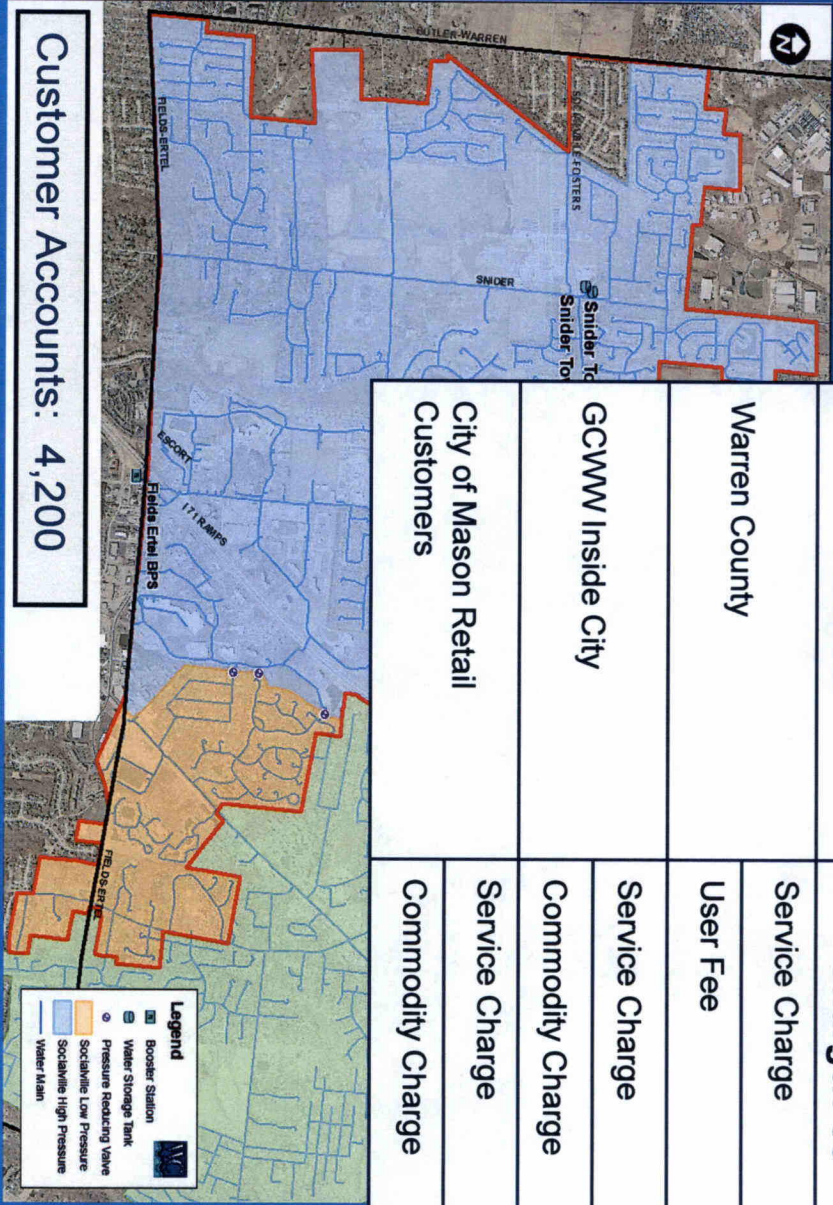 N
BUTLER-WARREN
FIELDS-ERTEL
SNIDER
Snider To
Snider Tov
ESCORT
I 71 RAMPS
Fields Ertel BPS
FIELDS-ERTEL
Customer Accounts: 4,200
Warren County
Service Charge
User Fee
GCWW Inside City
Service Charge
Commodity Charge
City of Mason Retail
Customers
Service Charge
Commodity Charge
Legend
Booster Station
Water Storage Tank
Pressure Reducing Valve
Socialville Low Pressure
Socialville High Pressure
Water Main